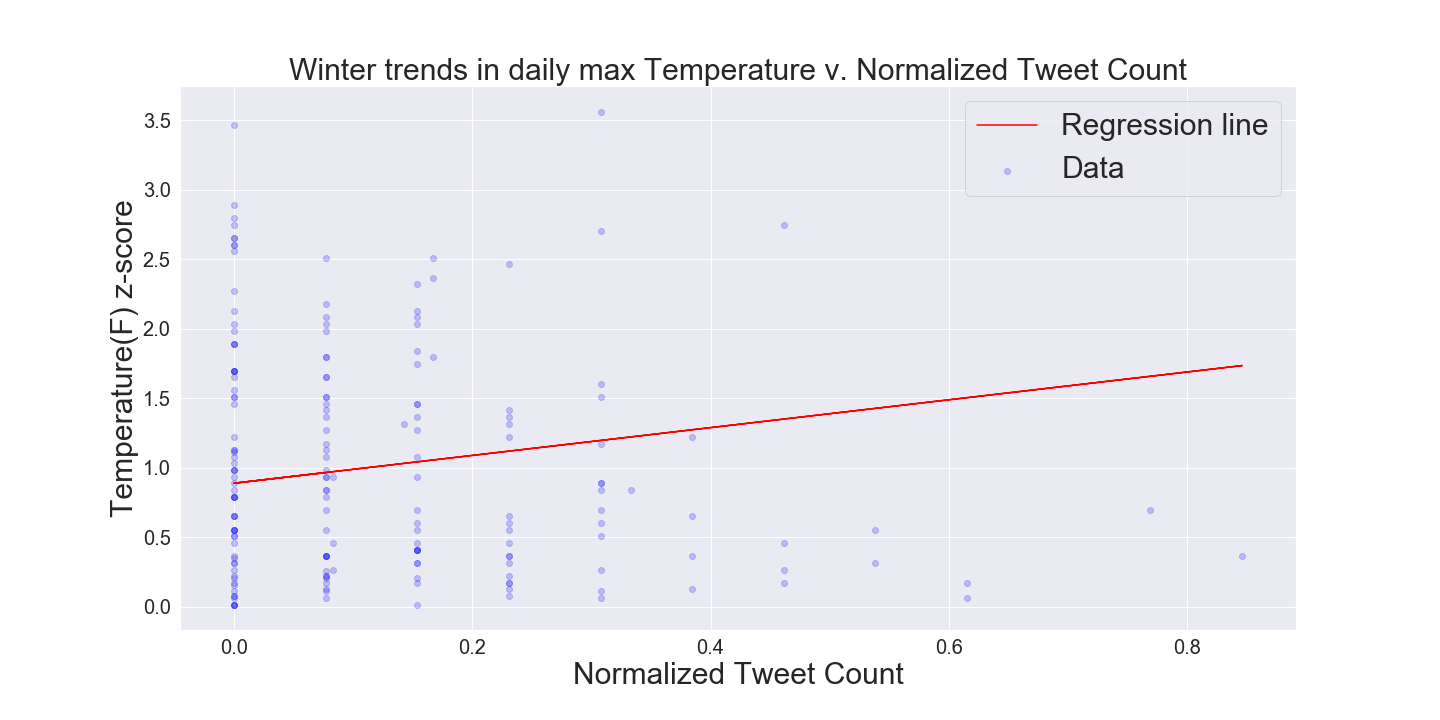 Winter trends in daily max Temperature v. Normalized Tweet Count
Regression line
Data
3.5
3.0
2.5
2.0
1.5
1.0
0.5
0.0
Temperature(F) z-score
0.0 0.2 0.4 0.6 0.8
Normalized Tweet Count